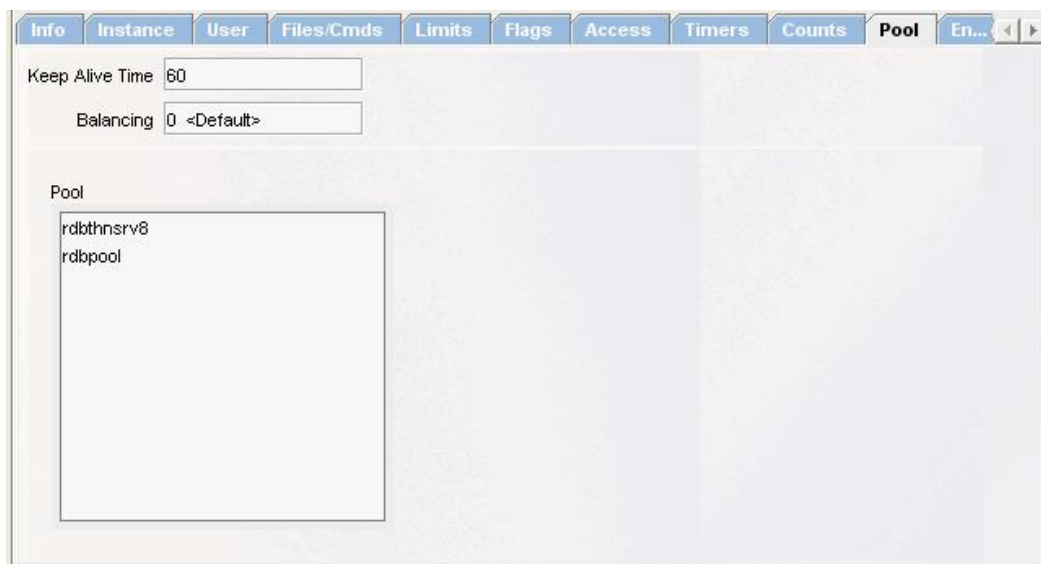 Info Instance User Files/Cmds Limits Flags Access Timers Counts Pool En...
Keep Alive Time 60
Balancing 0 <Default>
Pool
rdbthnsrv8
rdbpool